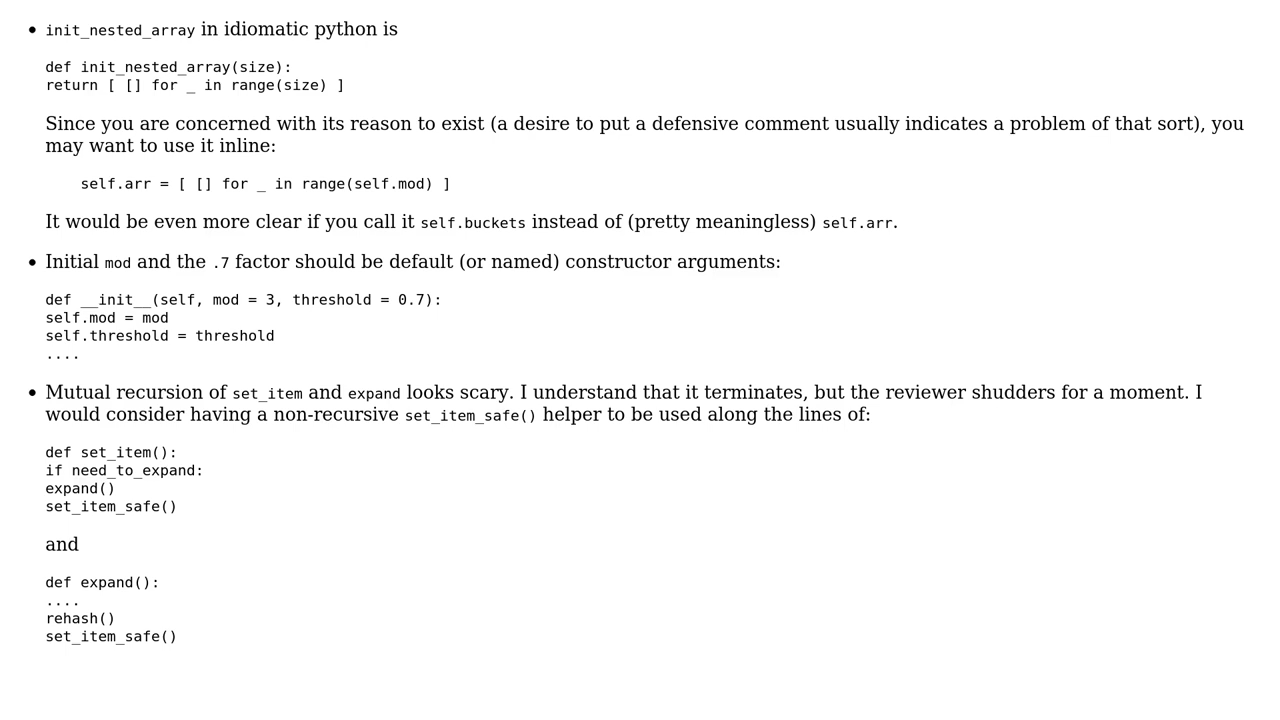 • init_nested_array in idiomatic python is
def init_nested_array(size):
return [ [] for _ in range(size) ]
Since you are concerned with its reason to exist (a desire to put a defensive comment usually indicates a problem of that sort), you
may want to use it inline:
    self.arr = [ [] for _ in range(self.mod) ]
It would be even more clear if you call it self.buckets instead of (pretty meaningless) self.arr.
• Initial mod and the .7 factor should be default (or named) constructor arguments:
def __init__(self, mod = 3, threshold = 0.7):
self.mod = mod
self.threshold = threshold
....
• Mutual recursion of set_item and expand looks scary. I understand that it terminates, but the reviewer shudders for a moment. I
would consider having a non-recursive set_item_safe() helper to be used along the lines of:
def set_item():
if need_to_expand:
expand()
set_item_safe()
and
def expand():
....
rehash()
set_item_safe()